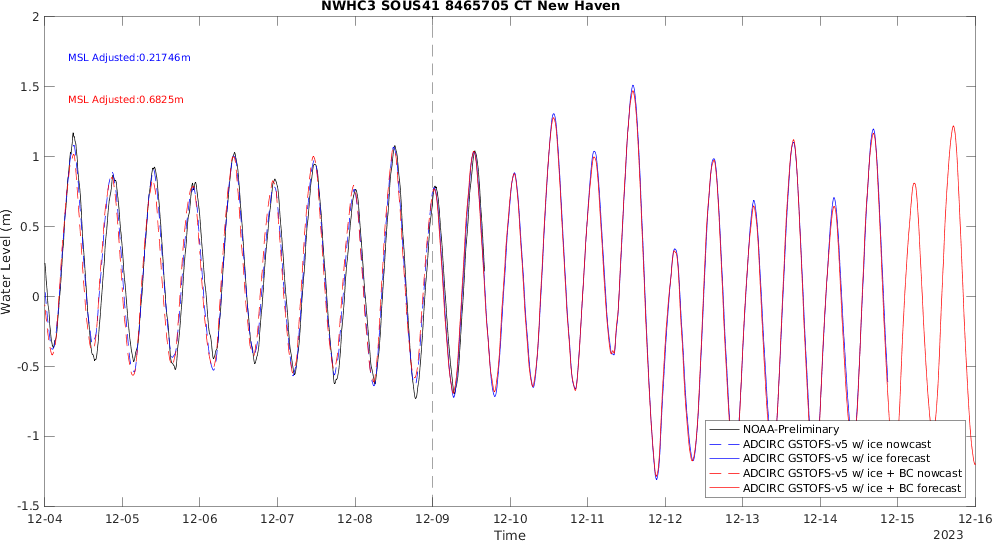 NWHC3 SOUS41 8465705 CT New Haven
MSL Adjusted:0.21746m
MSL Adjusted:0.6825m
Water Level (m)
2
1.5
1
0.5
0
-0.5
-1
-1.5
NOAA-Preliminary
ADCIRC GSTOFS-v5 w/ ice nowcast
ADCIRC GSTOFS-v5 w/ ice forecast
ADCIRC GSTOFS-v5 w/ ice + BC nowcast
ADCIRC GSTOFS-v5 w/ ice + BC forecast
12-04 12-05 12-06 12-07 12-08 12-09 12-10 12-11 12-12 12-13 12-14 12-15 12-16
Time
2023